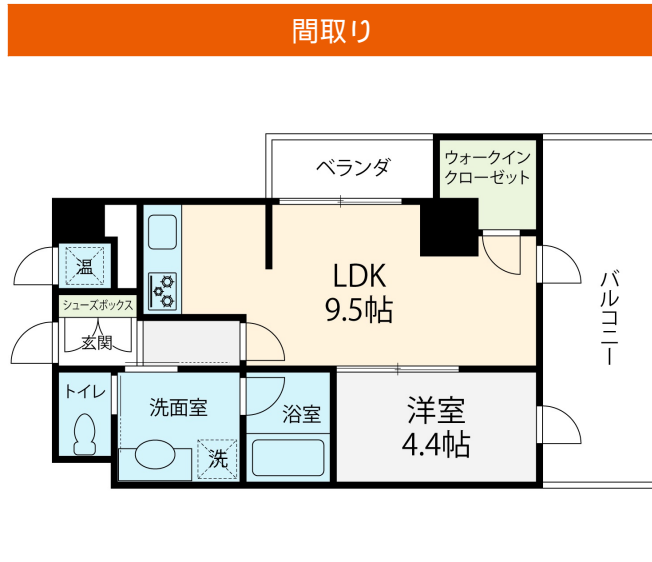 間取り
ベランダ
ウォークイン
クローゼット
温
LDK
9.5帖
シューズボックス
玄関
バルコニー
トイレ
洗面室
浴室
洋室
4.4帖
洗